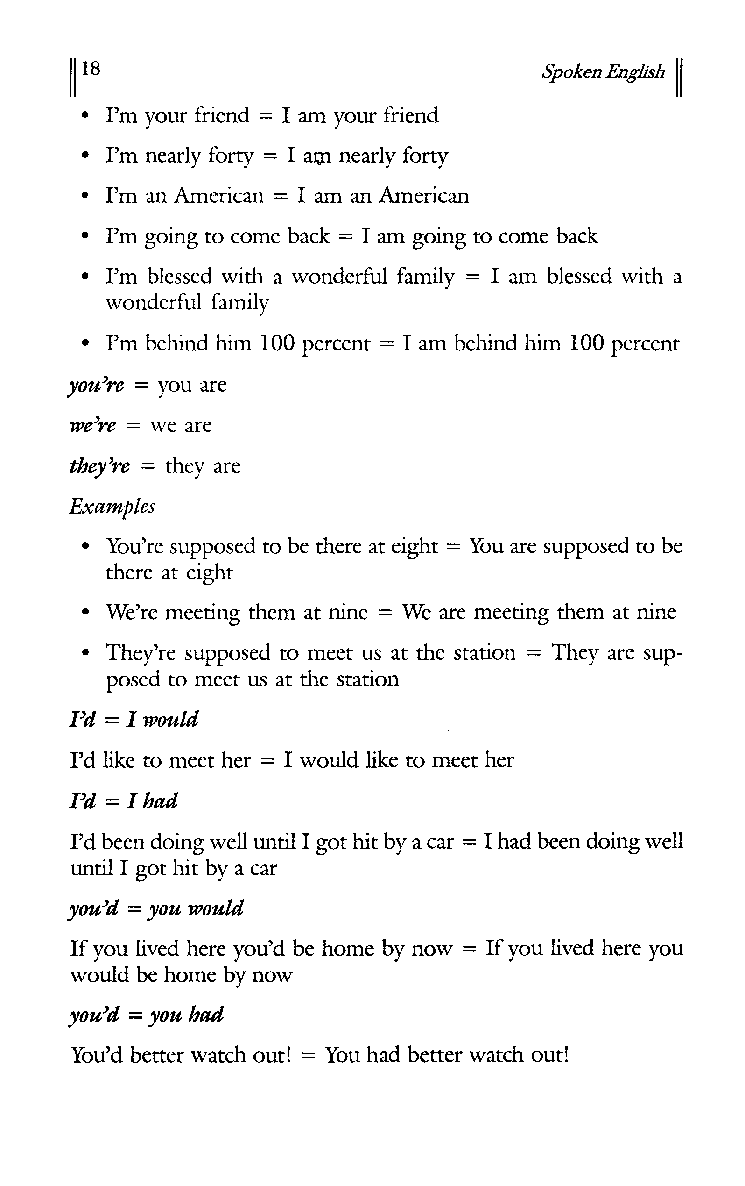 18 Spoken English
• I'm your friend = I am your friend
• I'm nearly forty = I am nearly forty
• I'm an American = I am an American
• I'm going to come back = I am going to come back
• I'm blessed with a wonderful family = I am blessed with a
wonderful family
• I'm behind him 100 percent = I am behind him 100 percent
you're = you are
we're = we are
they're = they are
Examples
• You're supposed to be there at eight = You are supposed to be
there at eight
• We're meeting them at nine = We are meeting them at nine
• They're supposed to meet us at the station = They are sup-
posed to meet us at the station
I'd = I would
I'd like to meet her = I would like to meet her
I'd = I had
I'd been doing well until I got hit by a car = I had been doing well
until I got hit by a car
you'd = you would
If you lived here you'd be home by now = If you lived here you
would be home by now
you'd = you had
You'd better watch out! = You had better watch out!